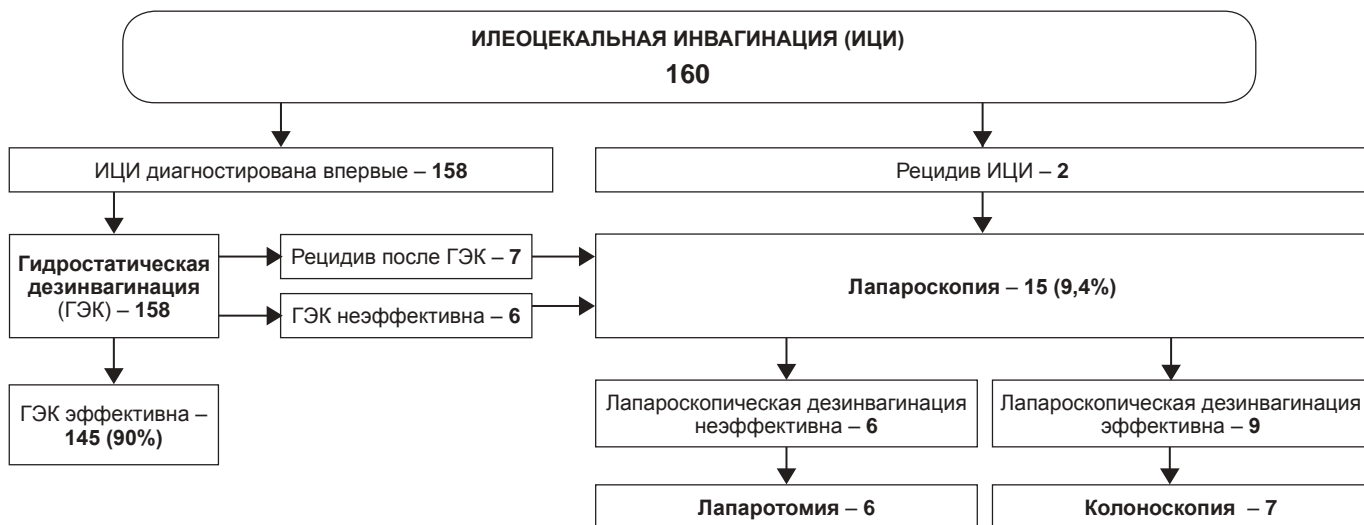 ИЛЕОЦЕКАЛЬНАЯ ИНВАГИНАЦИЯ (ИЦИ)
160
ИЦИ диагностирована впервые – 158
Рецидив ИЦИ – 2
Гидростатическая
дезинвагинация
(ГЭК) – 158
Рецидив после ГЭК – 7
ГЭК неэффективна – 6
Лапароскопия – 15 (9,4%)
ГЭК эффективна –
145 (90%)
Лапароскопическая дезинвагинация
неэффективна – 6
Лапароскопическая дезинвагинация
эффективна – 9
Лапаротомия – 6
Колоноскопия – 7